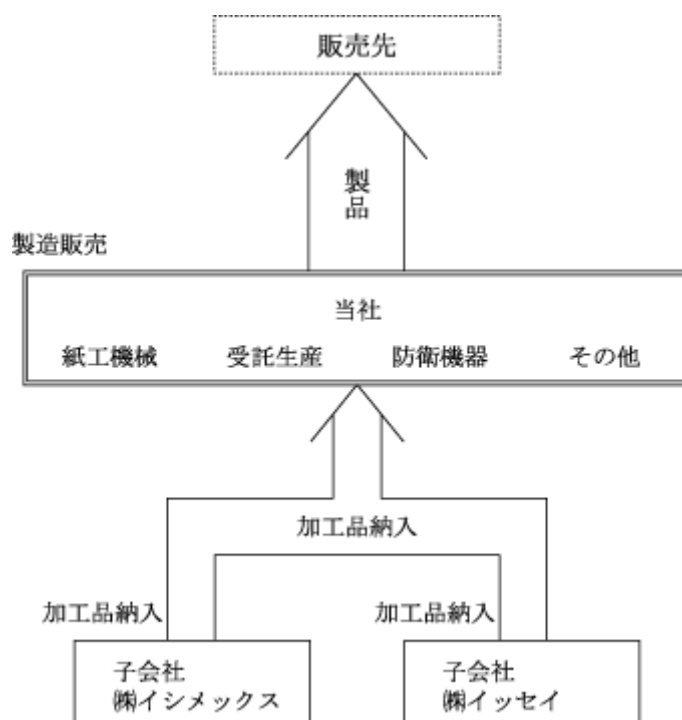 販売先
製品
製造販売
当社
紙工機械 受託生産 防衛機器 その他
加工品納入
加工品納入 加工品納入
子会社
㈱イシメックス
子会社
㈱イッセイ